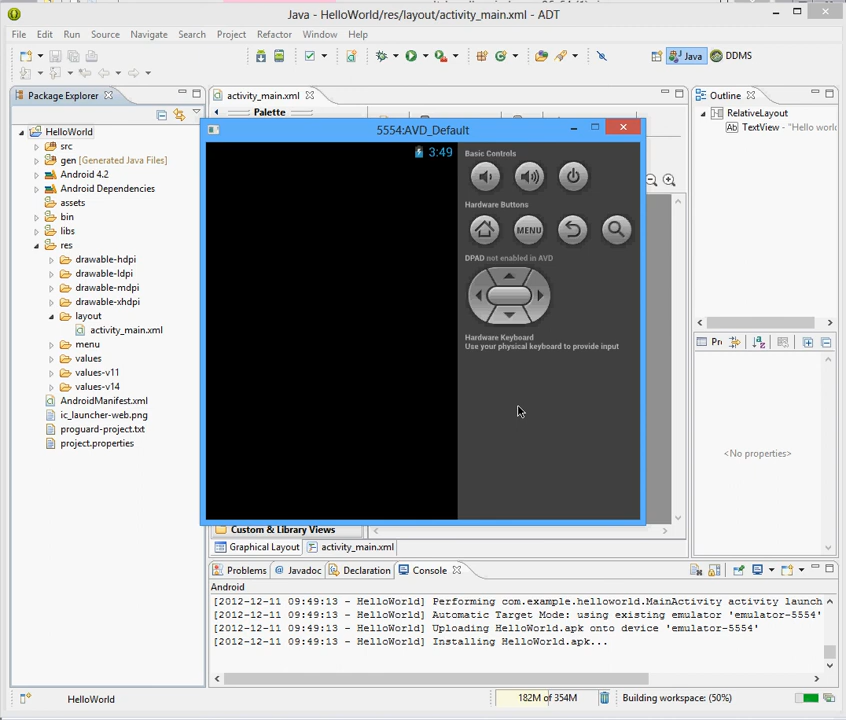 Java - HelloWorld/res/layout/activity_main.xml - ADT
File Edit Run Source Navigate Search Project Refactor Window Help
Java DDMS
Package Explorer
HelloWorld
src
gen [Generated Java Files]
Android 4.2
Android Dependencies
assets
bin
libs
res
drawable-hdpi
drawable-ldpi
drawable-mdpi
drawable-xhdpi
layout
activity_main.xml
menu
values
values-v11
values-v14
AndroidManifest.xml
ic_launcher-web.png
proguard-project.txt
project.properties
activity_main.xml
Palette
5554:AVD_Default
3:49
Basic Controls
Hardware Buttons
MENU
DPAD not enabled in AVD
Hardware Keyboard
Use your physical keyboard to provide input
Custom & Library Views
Graphical Layout activity_main.xml
Outline
RelativeLayout
Ab TextView - "Hello worl
Pr
<No properties>
Problems Javadoc Declaration Console
Android
[2012-12-11 09:49:13 - HelloWorld] Performing com.example.helloworld.MainActivity activity launch
[2012-12-11 09:49:13 - HelloWorld] Automatic Target Mode: using existing emulator 'emulator-5554'
[2012-12-11 09:49:13 - HelloWorld] Uploading HelloWorld.apk onto device 'emulator-5554'
[2012-12-11 09:49:13 - HelloWorld] Installing HelloWorld.apk...
HelloWorld
182M of 354M
Building workspace: (50%)